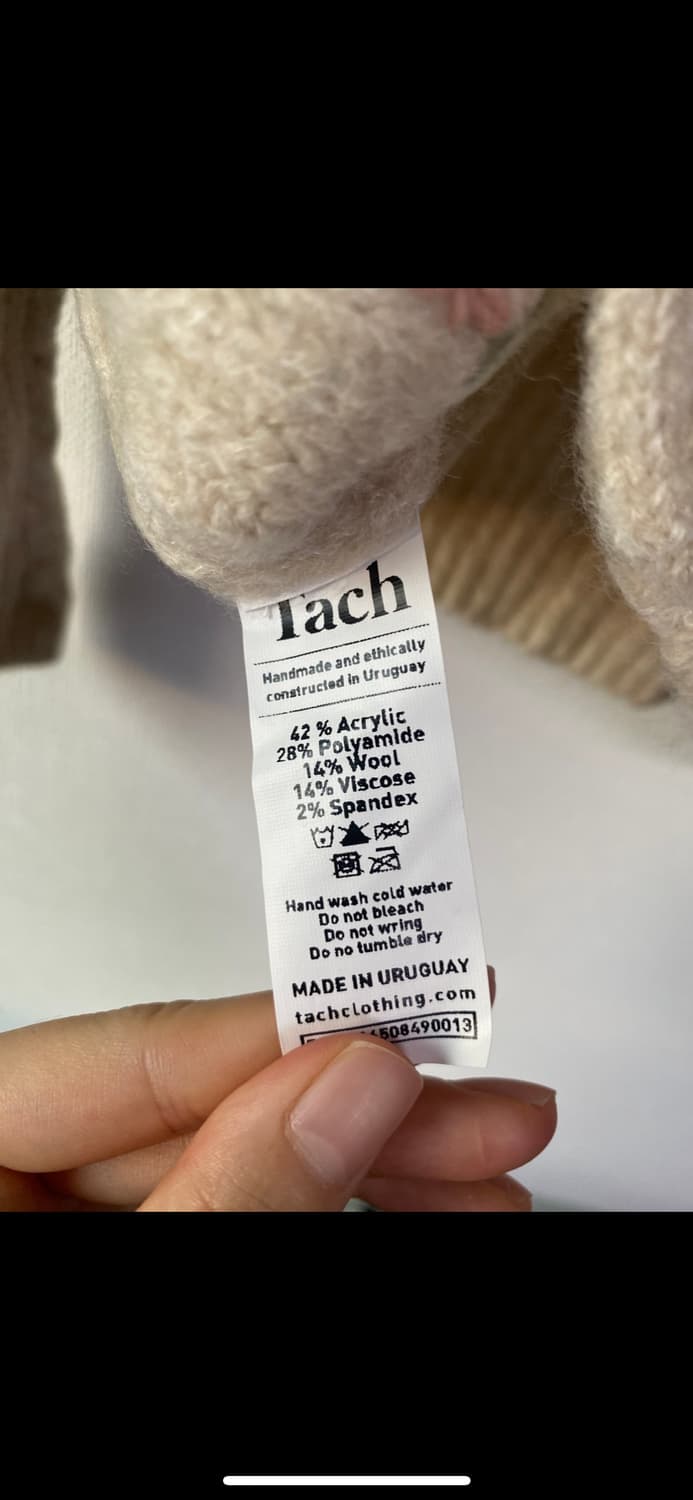 Tach
Handmade and ethically
constructed in Uruguay
42 % Acrylic
28% Polyamide
14% Wool
14% Viscose
2% Spandex
Hand wash cold water
Do not bleach
Do not wring
Do no tumble dry
MADE IN URUGUAY
tachclothing.com
508490013